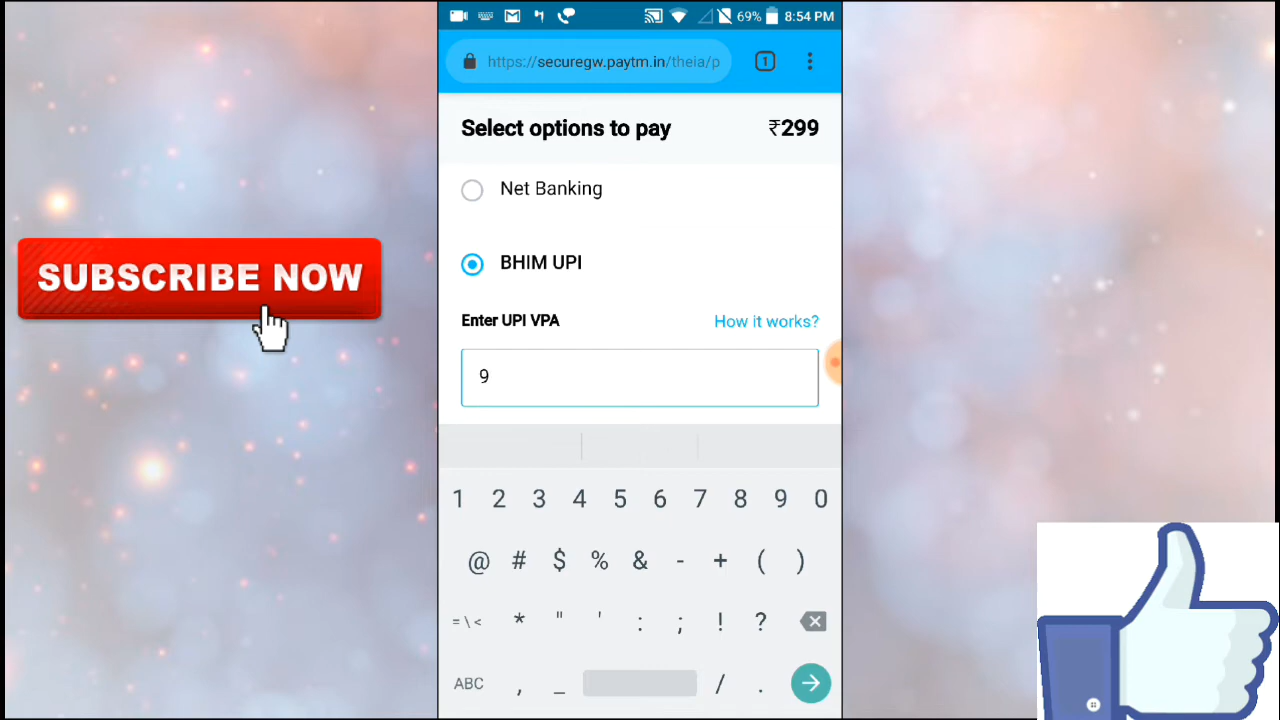 69% 8:54 PM
https://securegw.paytm.in/theia/p 1
Select options to pay ₹299
Net Banking
BHIM UPI
SUBSCRIBE NOW
Enter UPI VPA How it works?
9
1 2 3 4 5 6 7 8 9 0
@ # $ % & - + ( )
= \ < * " ' : ; ! ?
ABC , _ / .